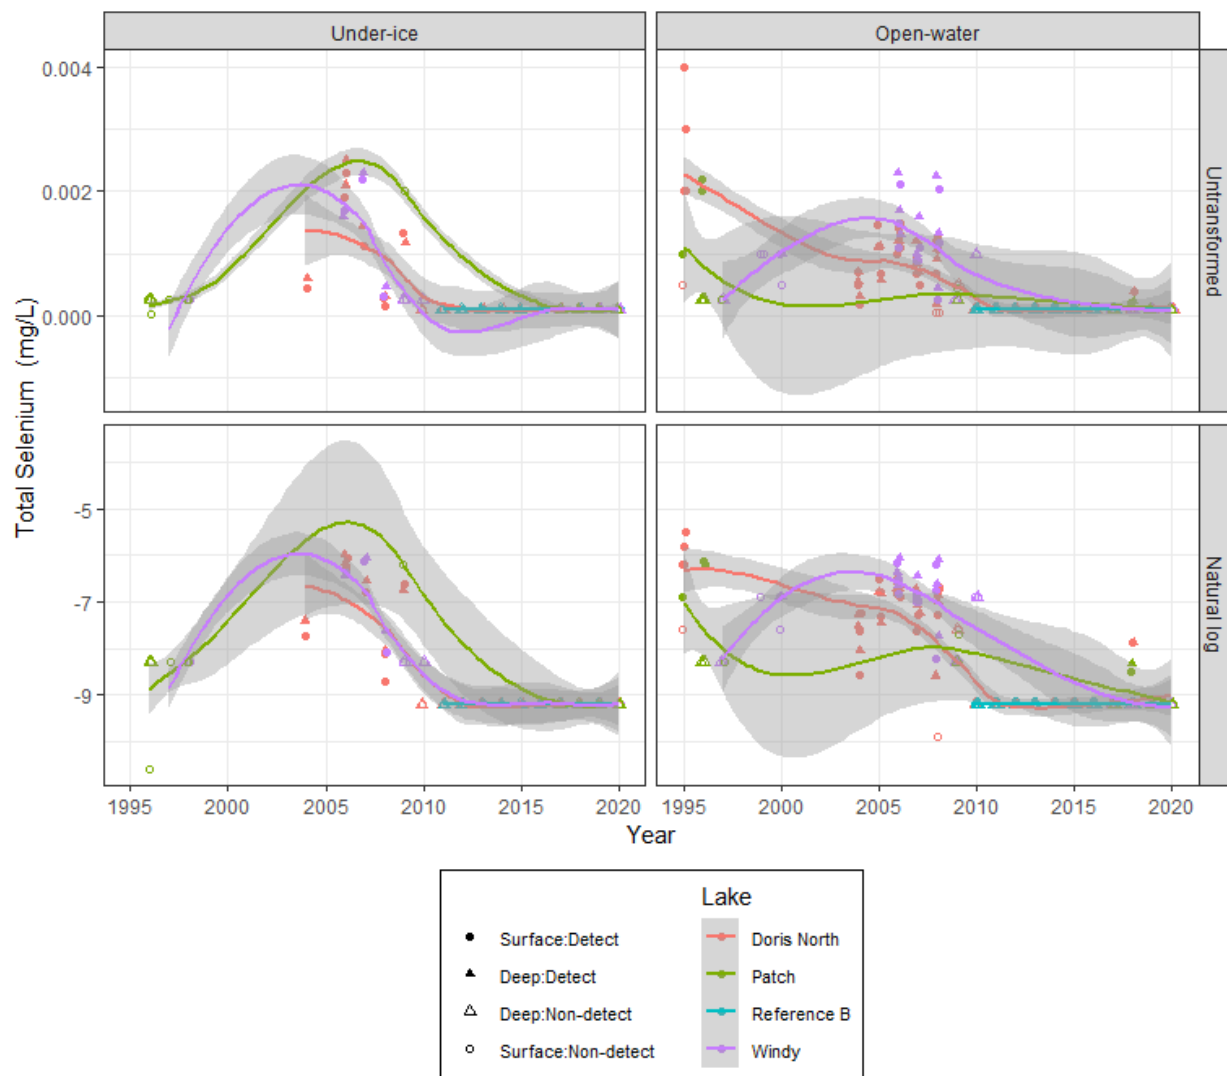 Under-ice Open-water
0.004
0.002
0.000
Untransformed
Total Selenium (mg/L)
-5
-7
-9
Natural log
1995 2000 2005 2010 2015 2020 1995 2000 2005 2010 2015 2020
Year
Lake
Surface:Detect Doris North
Deep:Detect Patch
Deep:Non-detect Reference B
Surface:Non-detect Windy